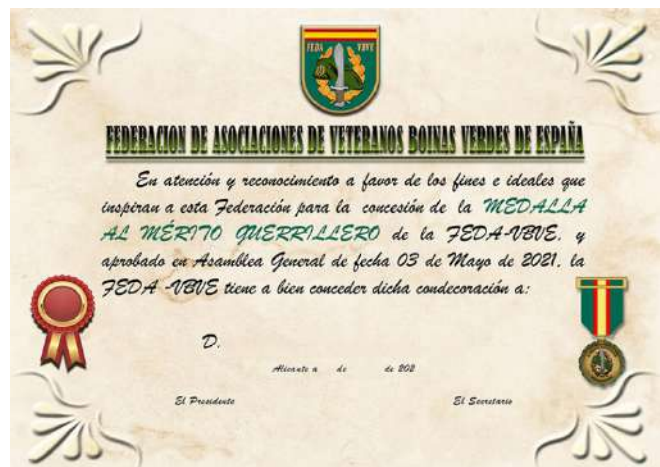 FEDA VBVE
FEDERACION DE ASOCIACIONES DE VETERANOS BOINAS VERDES DE ESPAÑA
En atención y reconocimiento a favor de los fines e ideales que
inspiran a esta Federación para la concesión de la MEDALLA
AL MÉRITO GUERRILLERO de la FEDA-VBVE, y
aprobado en Asamblea General de fecha 03 de Mayo de 2021, la
FEDA -VBVE tiene a bien conceder dicha condecoración a:
D.
Alicante a de de 202
El Presidente El Secretario